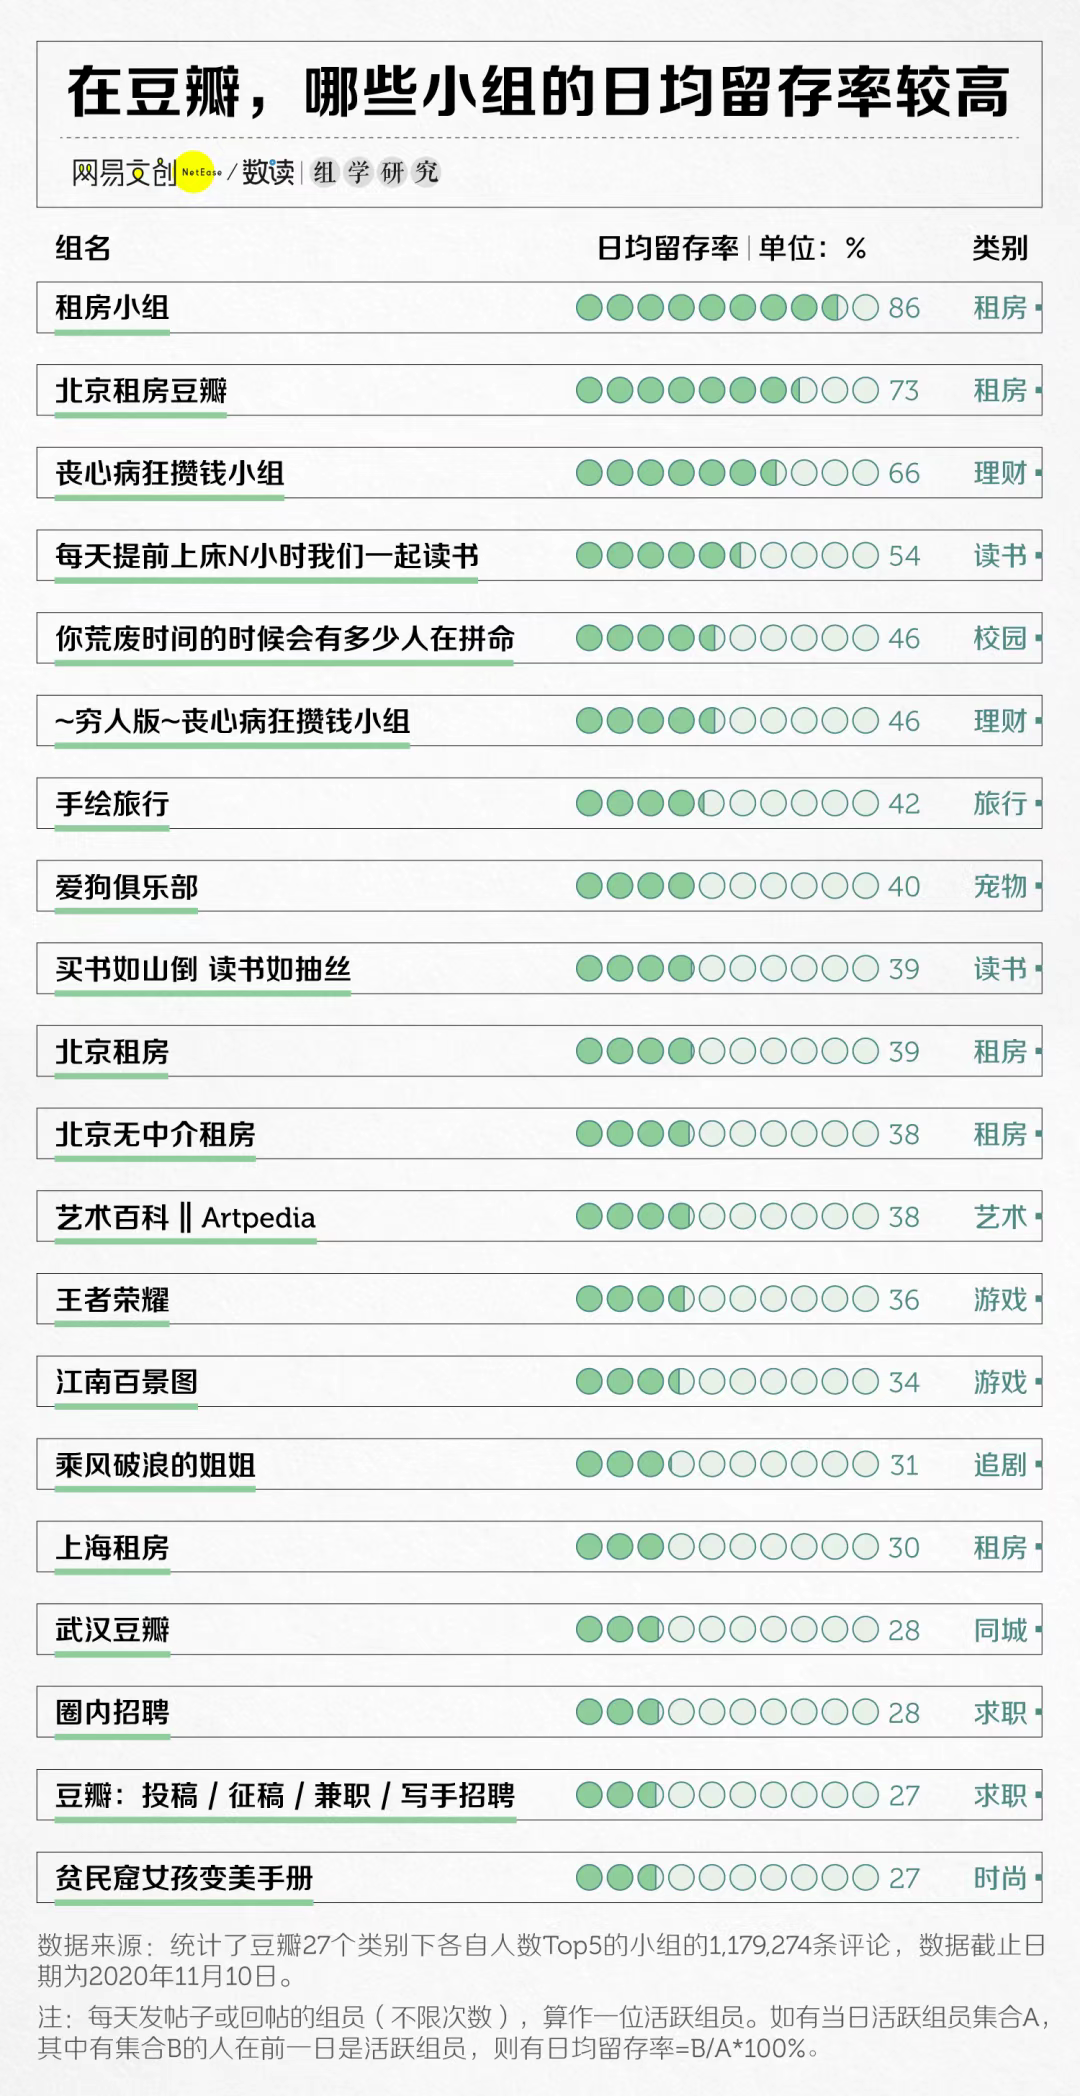 在豆瓣，哪些小组的日均留存率较高
网易文创 NetEase / 数读 | 组学研究
组名 日均留存率 | 单位：% 类别
租房小组 86 租房
北京租房豆瓣 73 租房
丧心病狂攒钱小组 66 理财
每天提前上床N小时我们一起读书 54 读书
你荒废时间的时候会有多少人在拼命 46 校园
~穷人版~丧心病狂攒钱小组 46 理财
手绘旅行 42 旅行
爱狗俱乐部 40 宠物
买书如山倒 读书如抽丝 39 读书
北京租房 39 租房
北京无中介租房 38 租房
艺术百科 || Artpedia 38 艺术
王者荣耀 36 游戏
江南百景图 34 游戏
乘风破浪的姐姐 31 追剧
上海租房 30 租房
武汉豆瓣 28 同城
圈内招聘 28 求职
豆瓣：投稿 / 征稿 / 兼职 / 写手招聘 27 求职
贫民窟女孩变美手册 27 时尚
数据来源：统计了豆瓣27个类别下各自人数Top5的小组的1,179,274条评论，数据截止日
期为2020年11月10日。
注：每天发帖子或回帖的组员（不限次数），算作一位活跃组员。如有当日活跃组员集合A，
其中有集合B的人在前一日是活跃组员，则有日均留存率=B/A*100%。